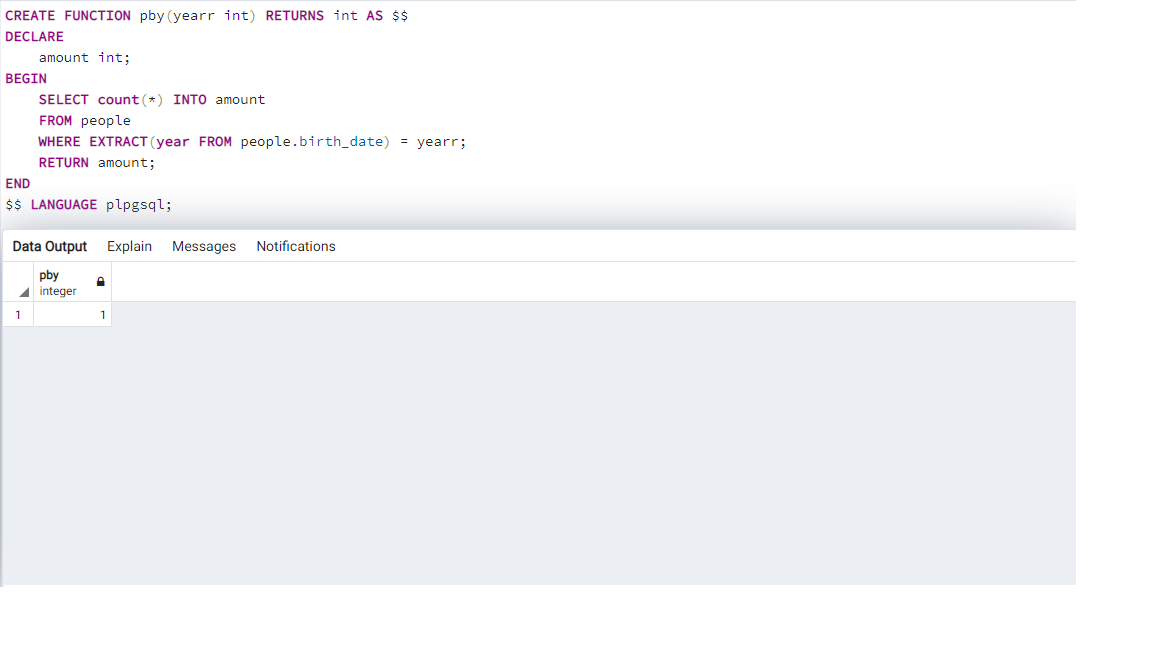 CREATE FUNCTION pby(yearr int) RETURNS int AS $$
DECLARE
    amount int;
BEGIN
    SELECT count(*) INTO amount
    FROM people
    WHERE EXTRACT(year FROM people.birth_date) = yearr;
    RETURN amount;
END
$$ LANGUAGE plpgsql;
Data Output Explain Messages Notifications
pby
integer
1 1